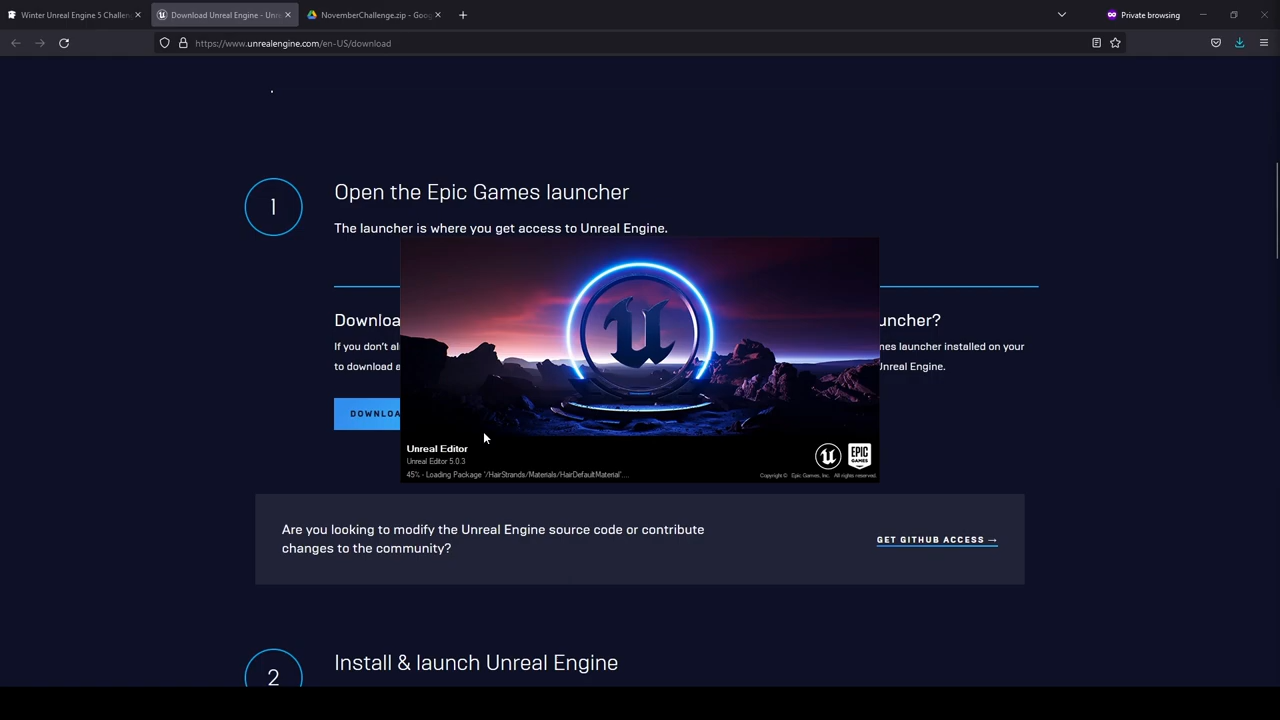 Winter Unreal Engine 5 Challen
Download Unreal Engine - Unr
NovemberChallenge.zip - Goog
Private browsing
https://www.unrealengine.com/en-US/download
1
Open the Epic Games launcher
The launcher is where you get access to Unreal Engine.
Downloa
uncher?
If you don't al
mes launcher installed on your
to download a
Unreal Engine.
DOWNLOA
Unreal Editor
Unreal Editor 5.0.3
45% - Loading Package '/HairStrands/Materials/HairDefaultMaterial'....
EPIC
GAMES
Copyright © Epic Games, Inc. All rights reserved.
Are you looking to modify the Unreal Engine source code or contribute
changes to the community?
GET GITHUB ACCESS →
2
Install & launch Unreal Engine